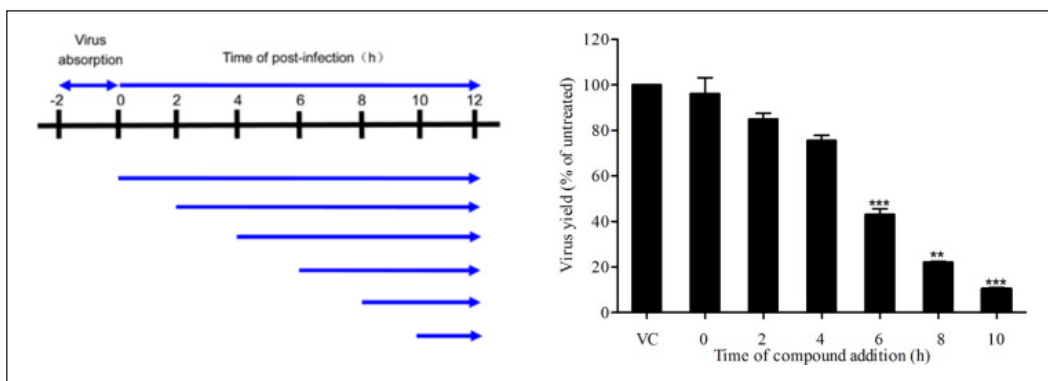 Virus
absorption
Time of post-infection（h）
-2 0 2 4 6 8 10 12
Virus yield (% of untreated)
120
100
80
60
40
20
0
***
**
***
VC 0 2 4 6 8 10
Time of compound addition (h)